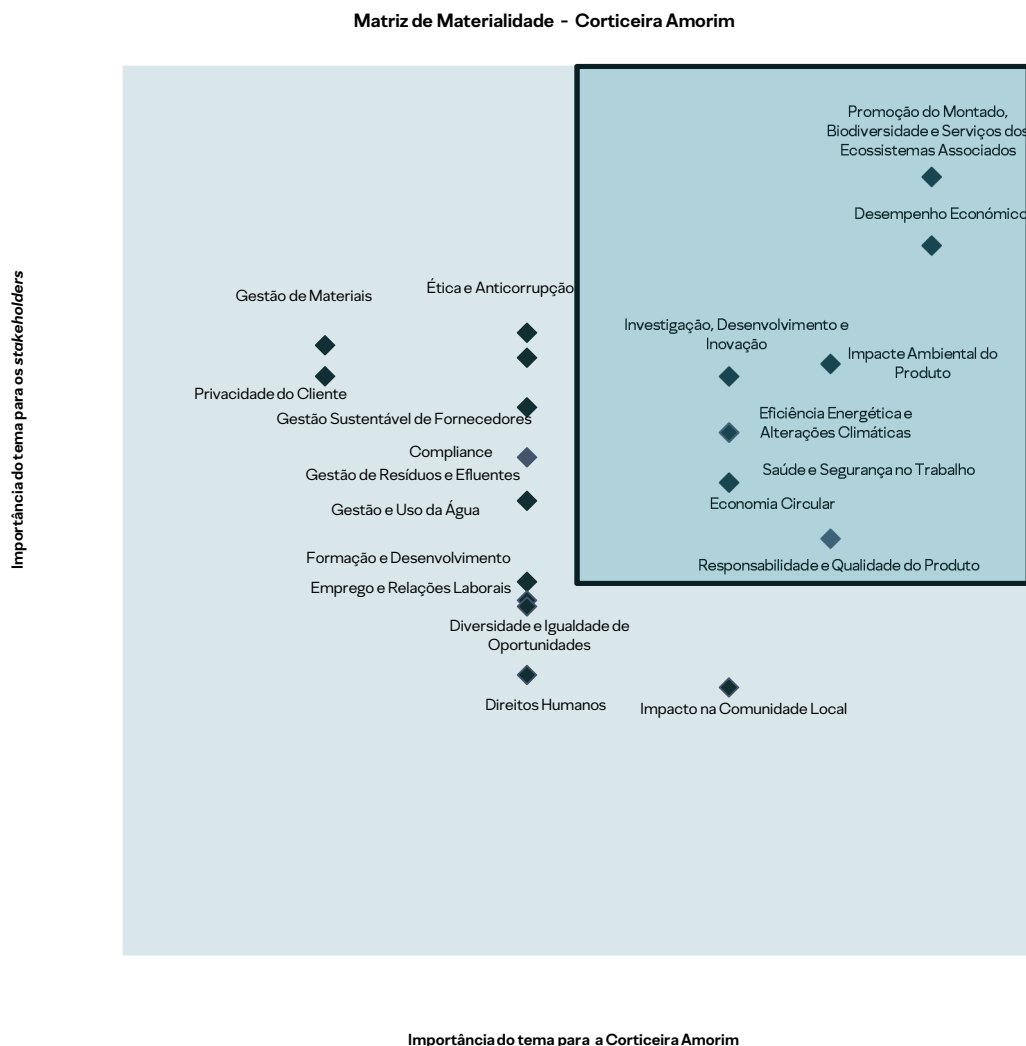 Matriz de Materialidade - Corticeira Amorim
Promoção do Montado,
Biodiversidade e Serviços dos
Ecossistemas Associados
Desempenho Económico
Ética e Anticorrupção
Gestão de Materiais
Investigação, Desenvolvimento e
Inovação
Impacte Ambiental do
Produto
Privacidade do Cliente
Gestão Sustentável de Fornecedores
Eficiência Energética e
Alterações Climáticas
Compliance
Gestão de Resíduos e Efluentes
Saúde e Segurança no Trabalho
Economia Circular
Gestão e Uso da Água
Formação e Desenvolvimento
Responsabilidade e Qualidade do Produto
Emprego e Relações Laborais
Diversidade e Igualdade de
Oportunidades
Direitos Humanos
Impacto na Comunidade Local
Importância do tema para os stakeholders
Importância do tema para a Corticeira Amorim